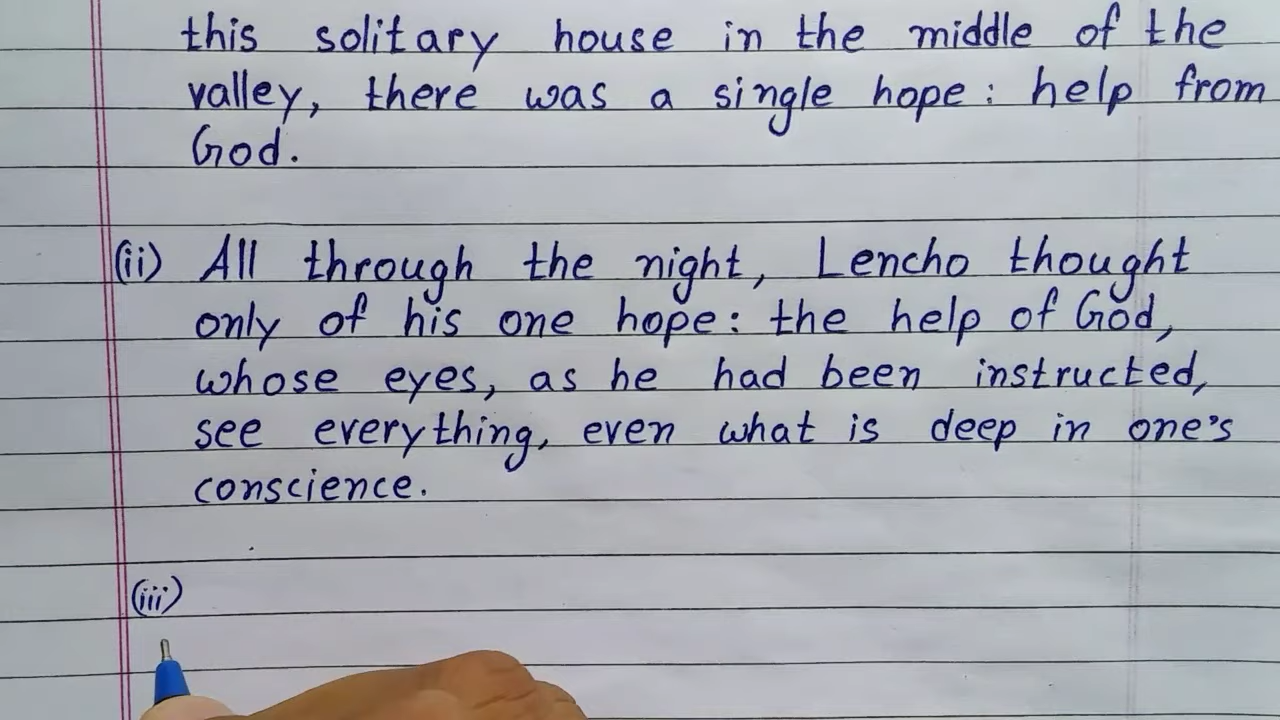 this solitary house in the middle of the
valley, there was a single hope: help from
God.
(ii) All through the night, Lencho thought
only of his one hope: the help of God,
whose eyes, as he had been instructed,
see everything, even what is deep in one's
conscience.
(iii)